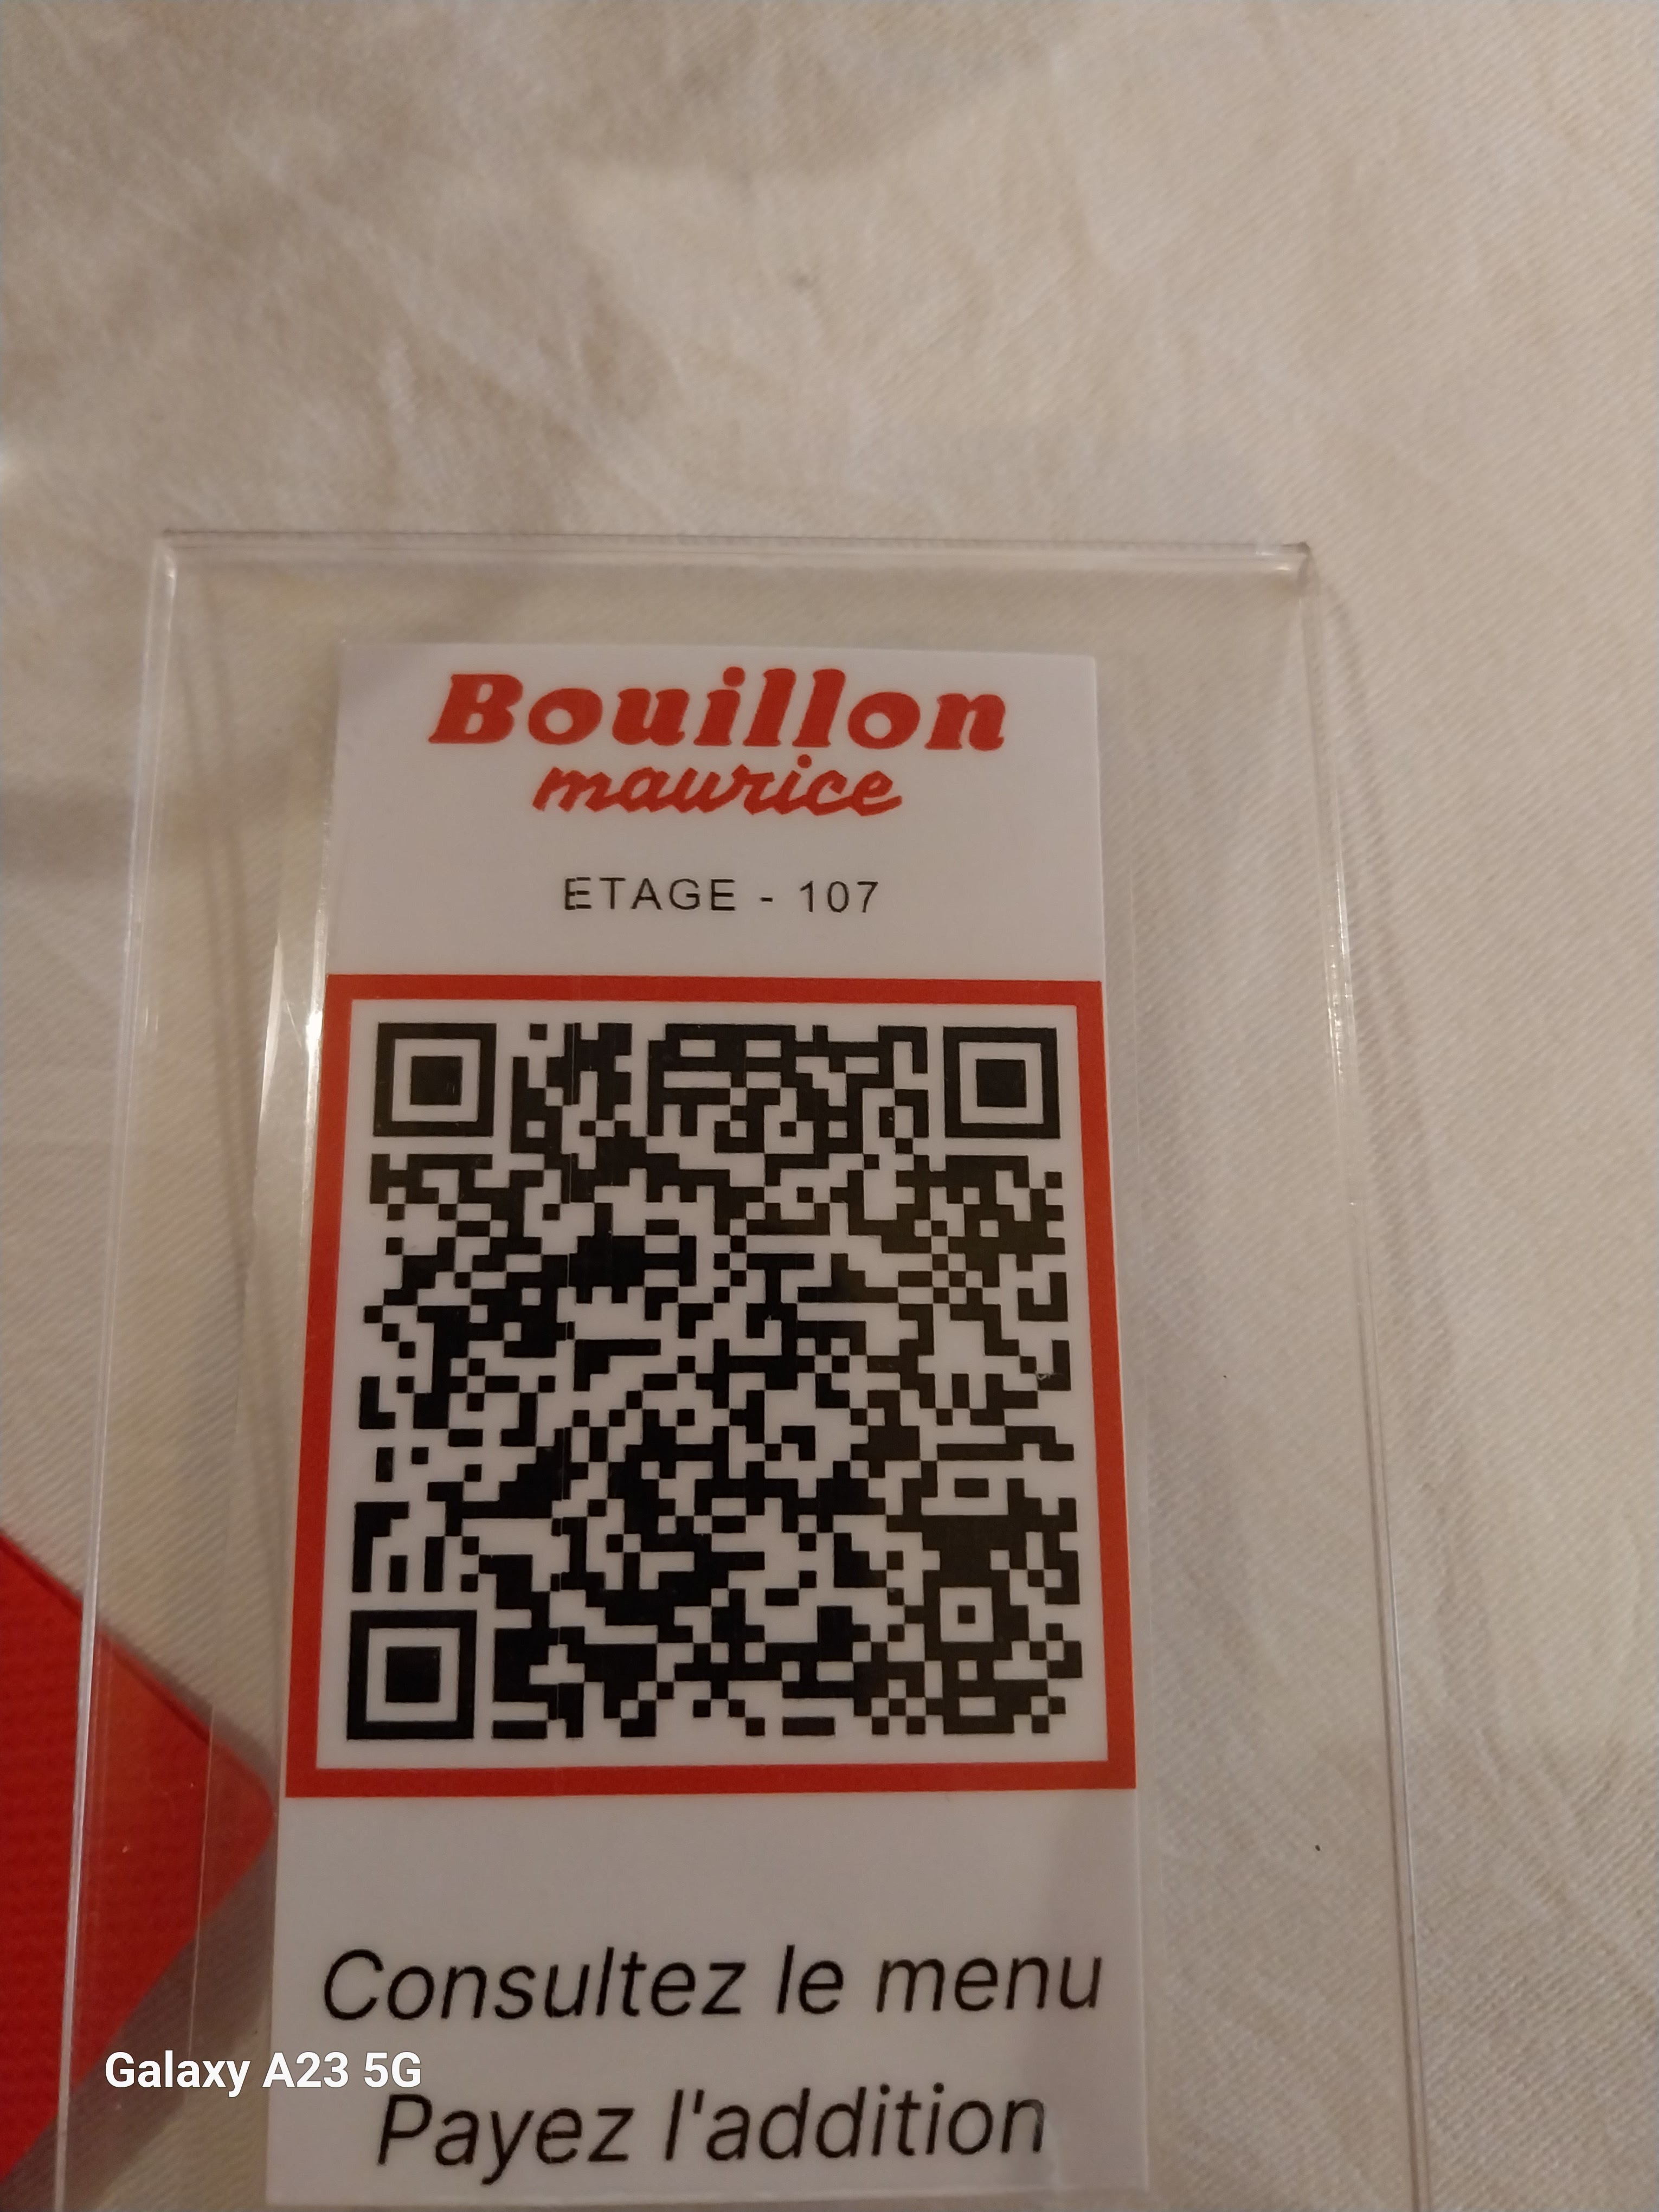 Bouillon
maurice
ETAGE - 107
Consultez le menu
Galaxy A23 5G
Payez l'addition